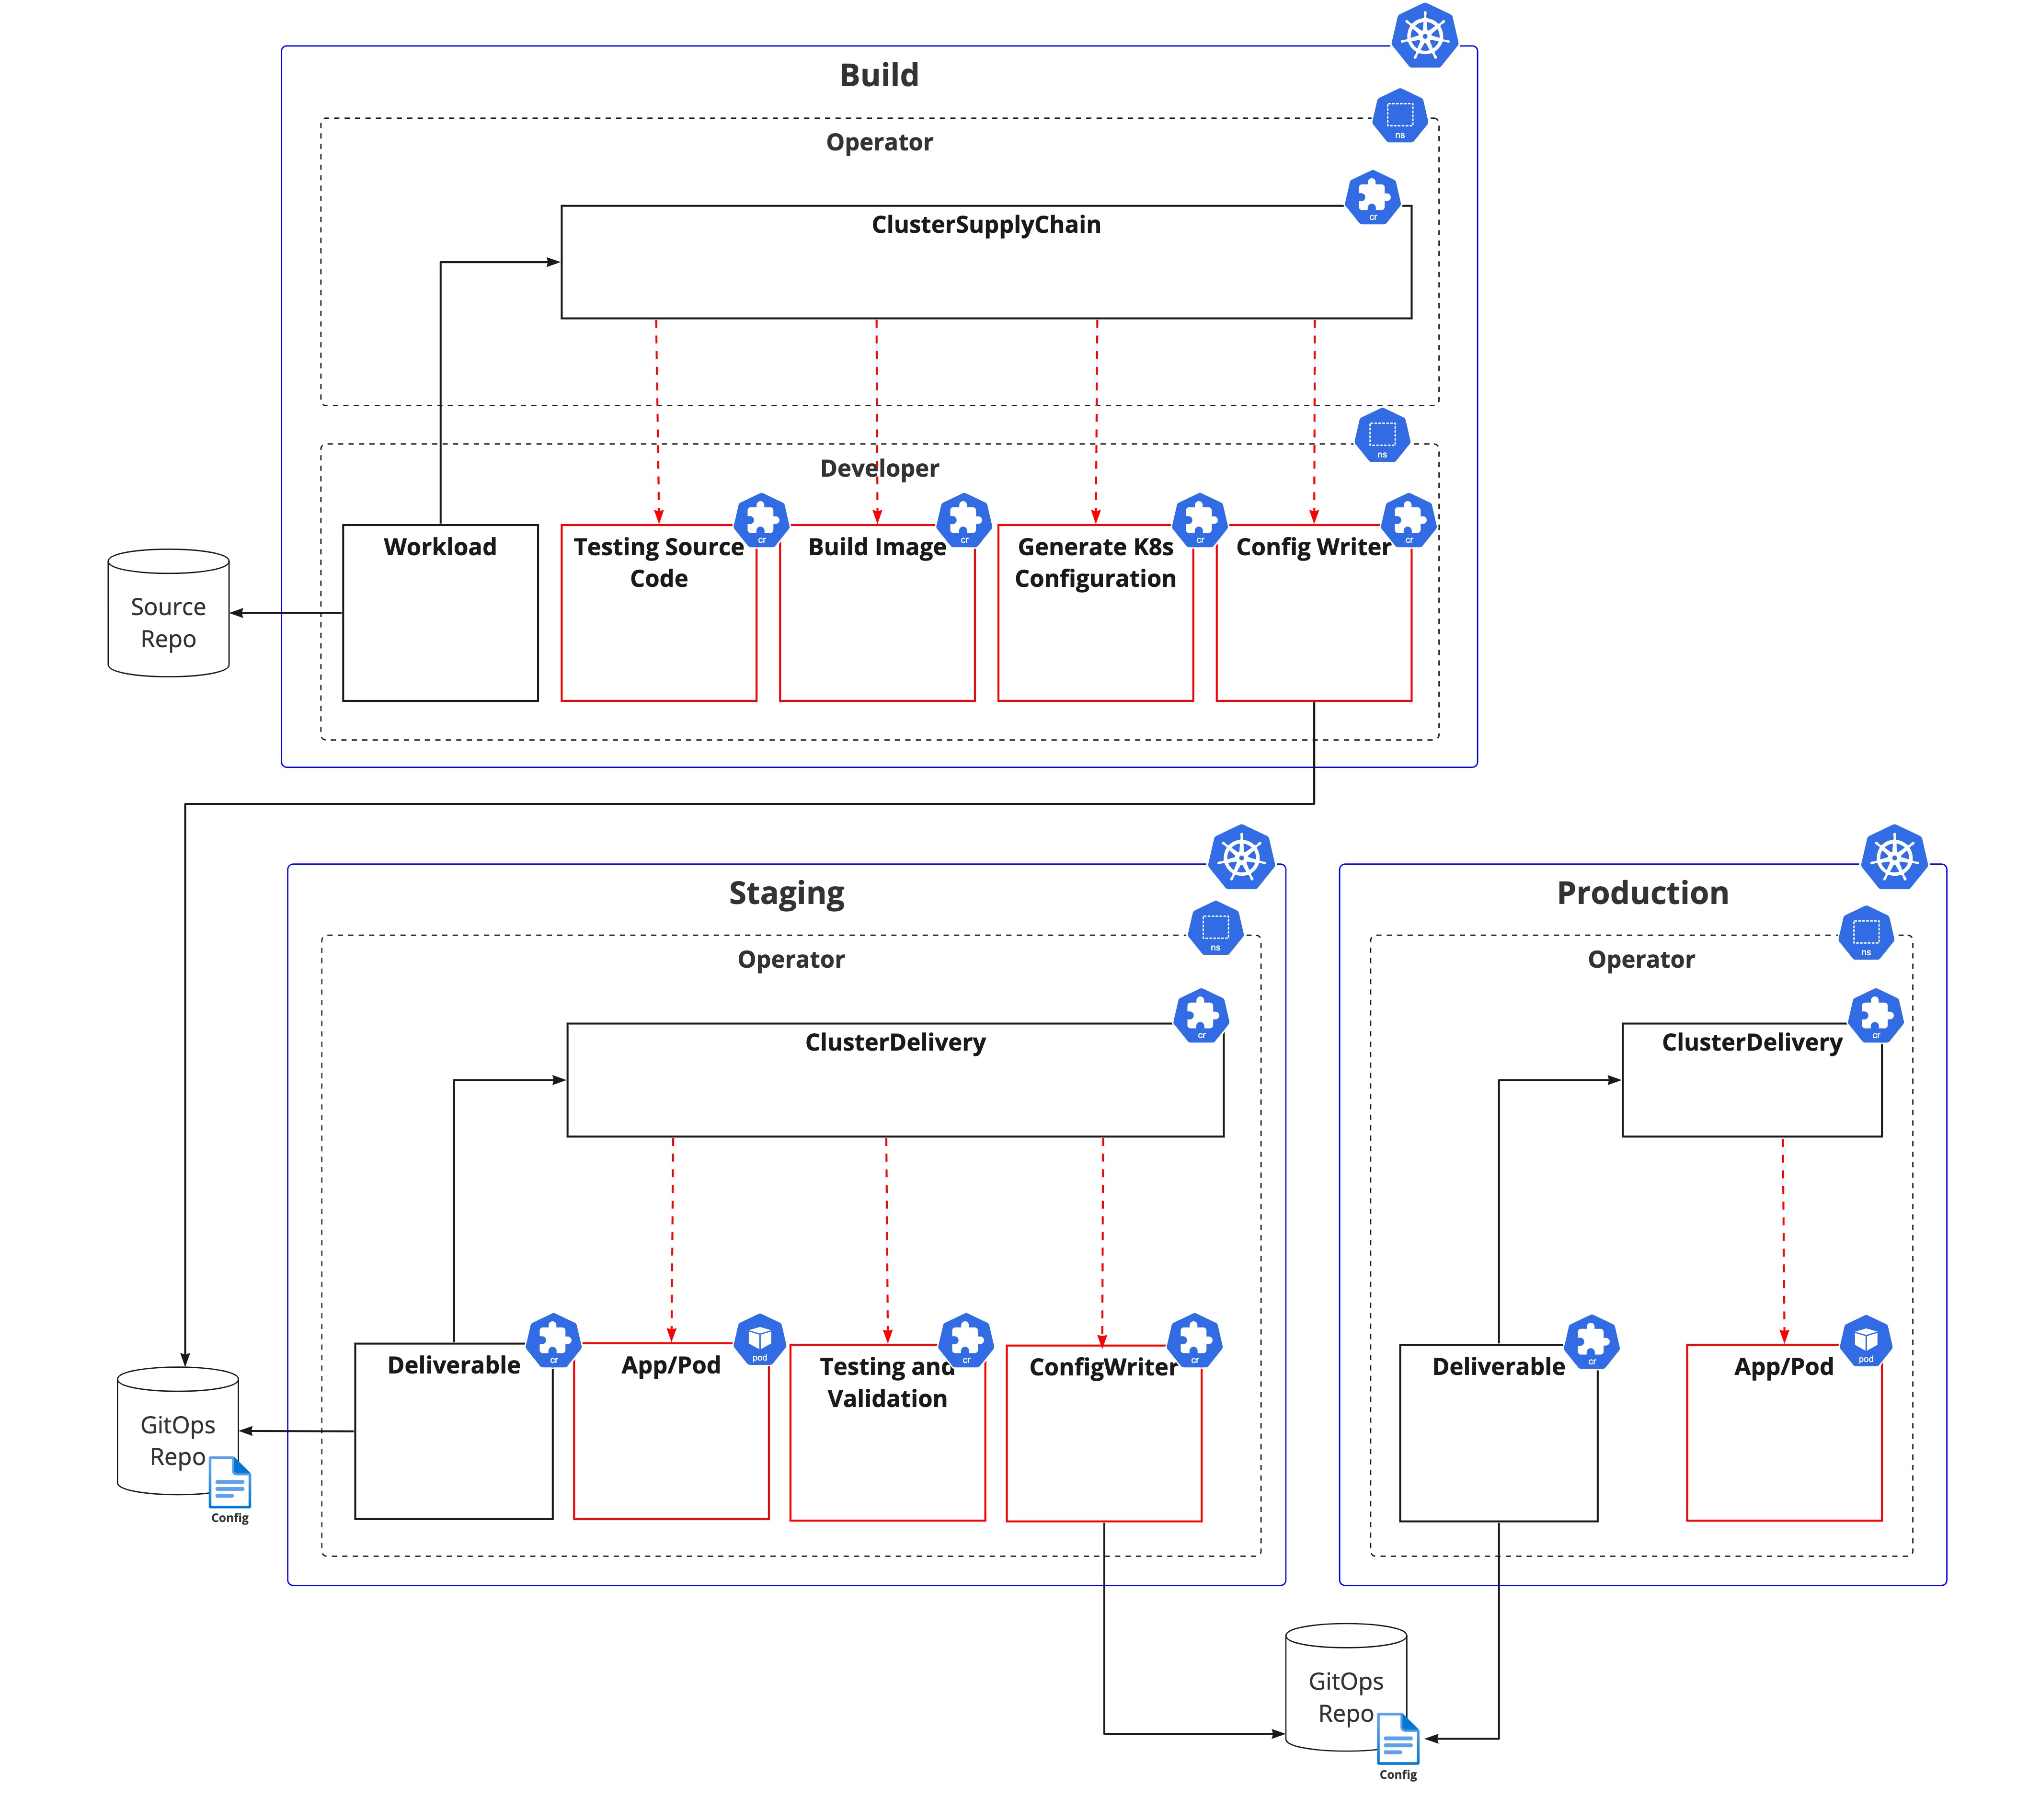 Build
ns
Operator
cr
ClusterSupplyChain
ns
Developer
cr
cr
cr
cr
Workload
Testing Source
Code
Build Image
Generate K8s
Configuration
Config Writer
Source
Repo
Staging
ns
Operator
cr
ClusterDelivery
cr
Deliverable
pod
App/Pod
cr
Testing and
Validation
cr
ConfigWriter
GitOps
Repo
Config
Production
ns
Operator
cr
ClusterDelivery
cr
Deliverable
pod
App/Pod
GitOps
Repo
Config